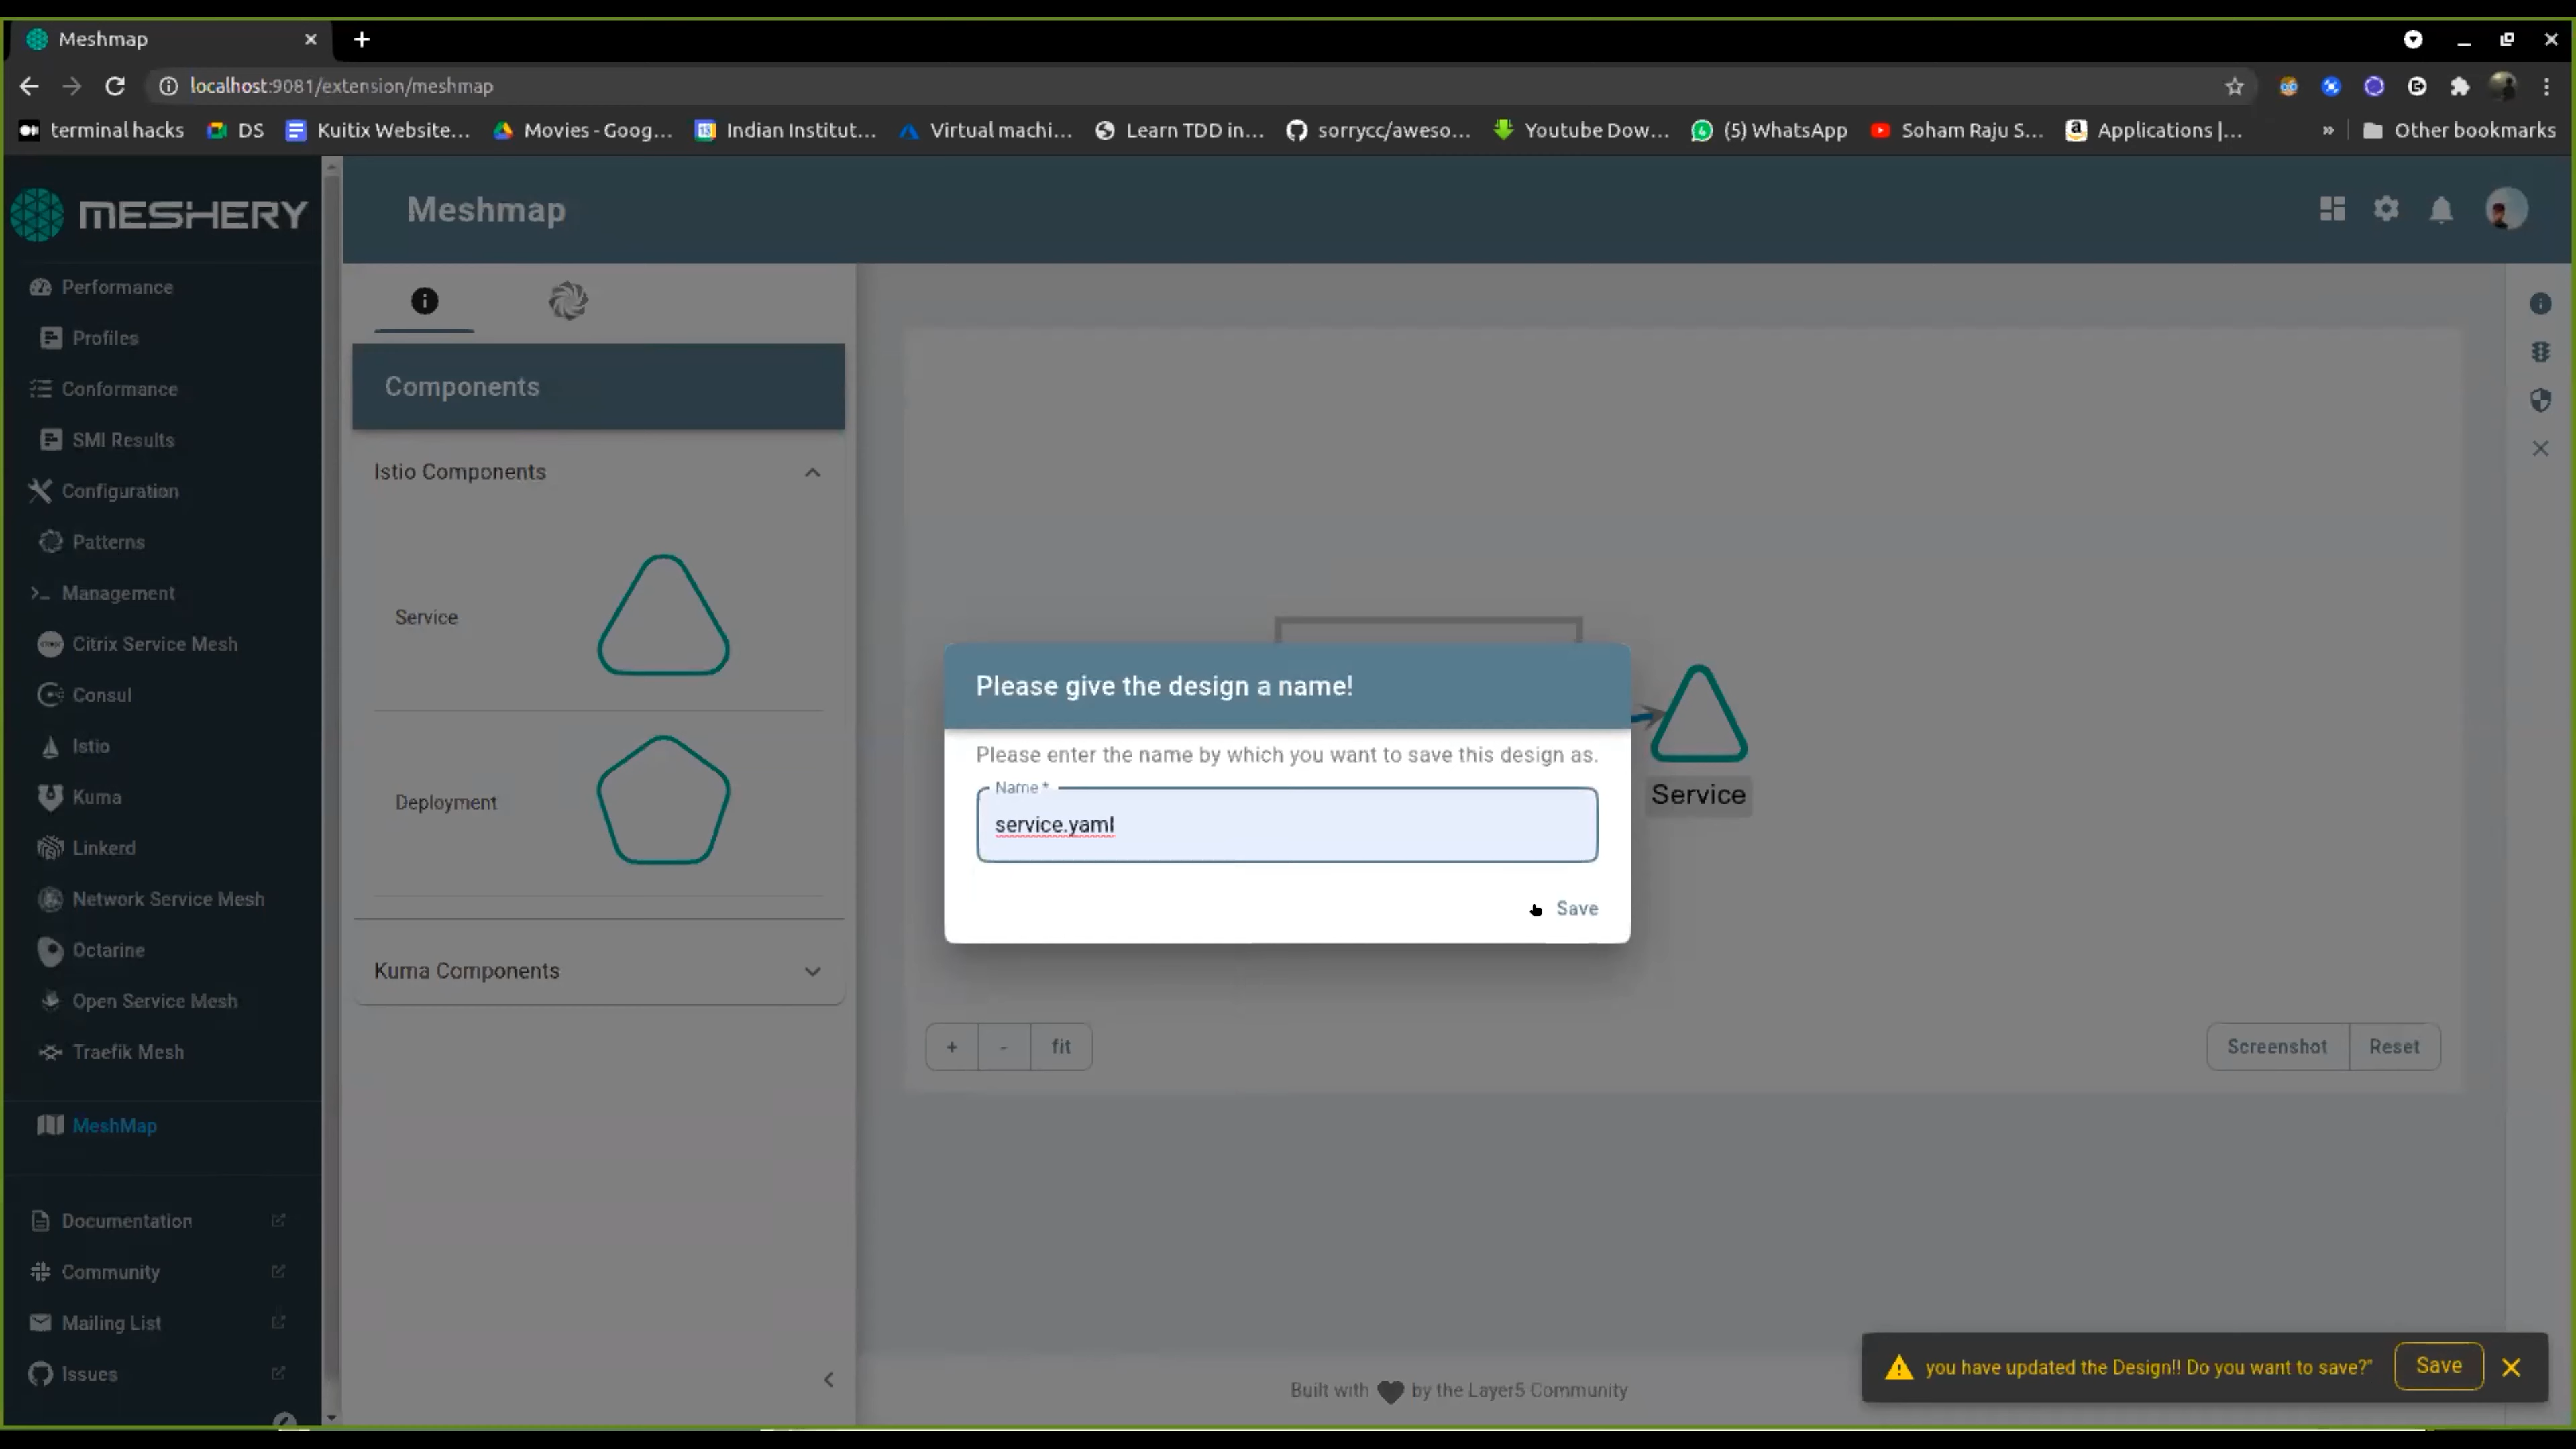 Meshmap
localhost:9081/extension/meshmap
terminal hacks
DS
Kuitix Website...
Movies - Goog...
Indian Institut...
Virtual machi...
Learn TDD in...
sorrycc/aweso...
Youtube Dow...
(5) WhatsApp
Soham Raju S...
Applications |...
»
Other bookmarks
MESHERY
Meshmap
Performance
Profiles
Conformance
SMI Results
Configuration
Patterns
Management
Citrix Service Mesh
Consul
Istio
Kuma
Linkerd
Network Service Mesh
Octarine
Open Service Mesh
Traefik Mesh
MeshMap
Documentation
Community
Mailing List
Issues
Components
Istio Components
Service
Deployment
Kuma Components
Please give the design a name!
Please enter the name by which you want to save this design as.
Name *
service.yaml
Save
Service
+ - fit
Screenshot Reset
Built with by the Layer5 Community
you have updated the Design!! Do you want to save?" Save